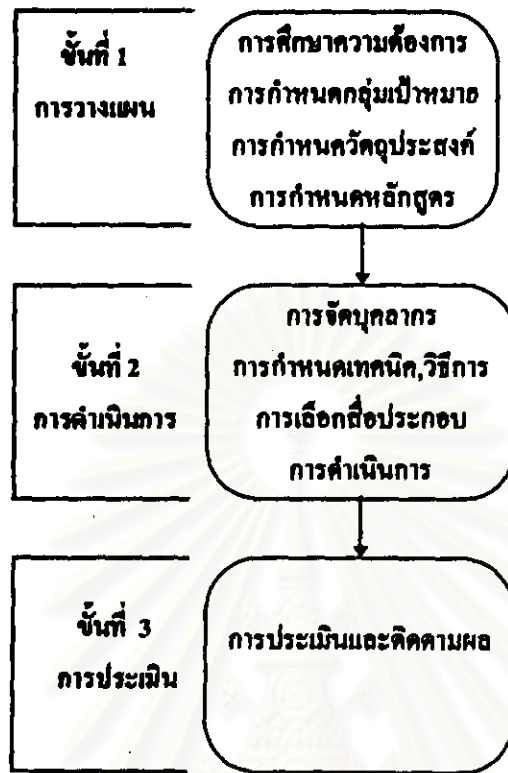 ขั้นที่ 1
การวางแผน
การศึกษาความต้องการ
การกำหนดกลุ่มเป้าหมาย
การกำหนดวัตถุประสงค์
การกำหนดหลักสูตร
ขั้นที่ 2
การดำเนินการ
การจัดบุคลากร
การกำหนดเทคนิค,วิธีการ
การเลือกสื่อประกอบ
การดำเนินการ
ขั้นที่ 3
การประเมิน
การประเมินและติดตามผล